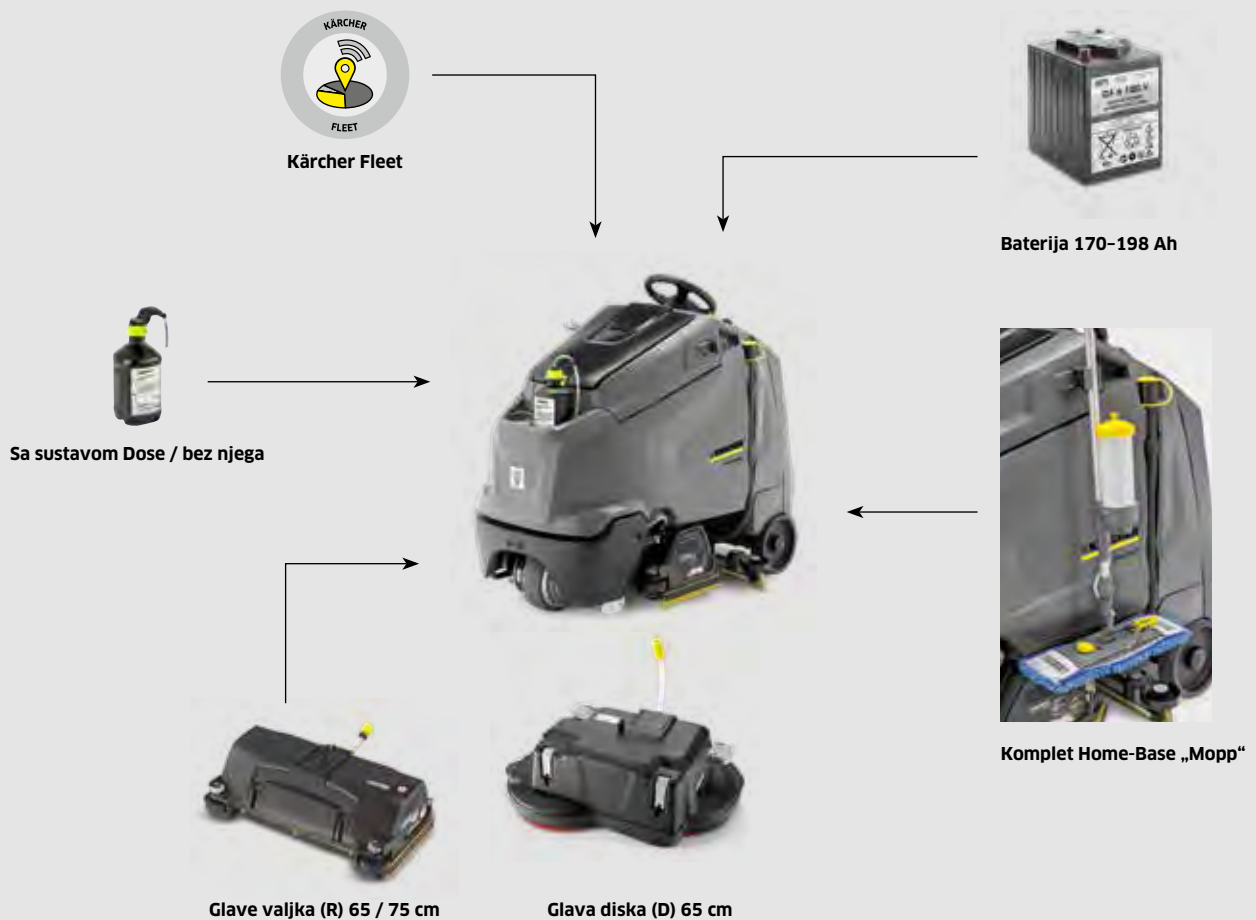 KÄRCHER
FLEET
Kärcher Fleet
Baterija 170–198 Ah
Sa sustavom Dose / bez njega
Komplet Home-Base „Mopp“
Glave valjka (R) 65 / 75 cm
Glava diska (D) 65 cm